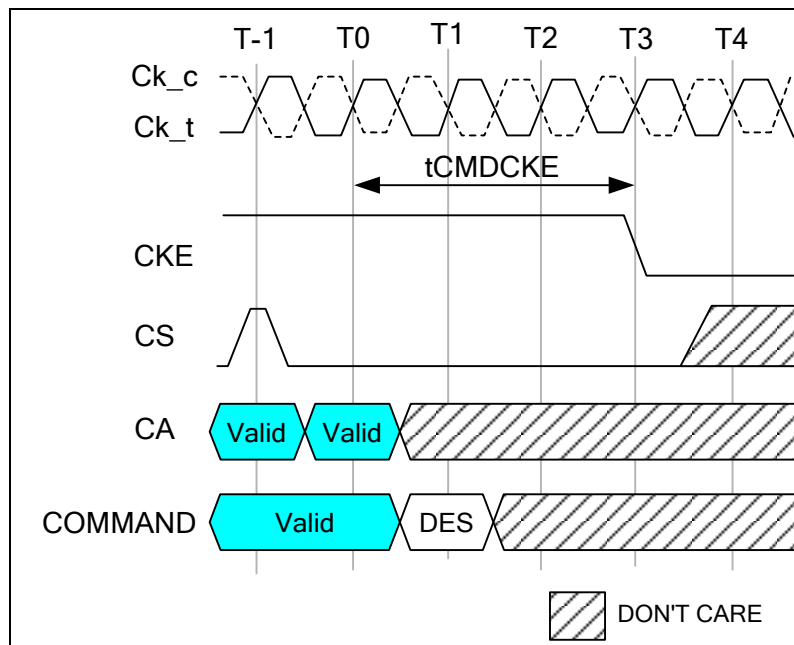 T-1 T0 T1 T2 T3 T4
Ck_c
Ck_t
tCMDCKE
CKE
CS
CA Valid Valid
COMMAND Valid DES
DON'T CARE